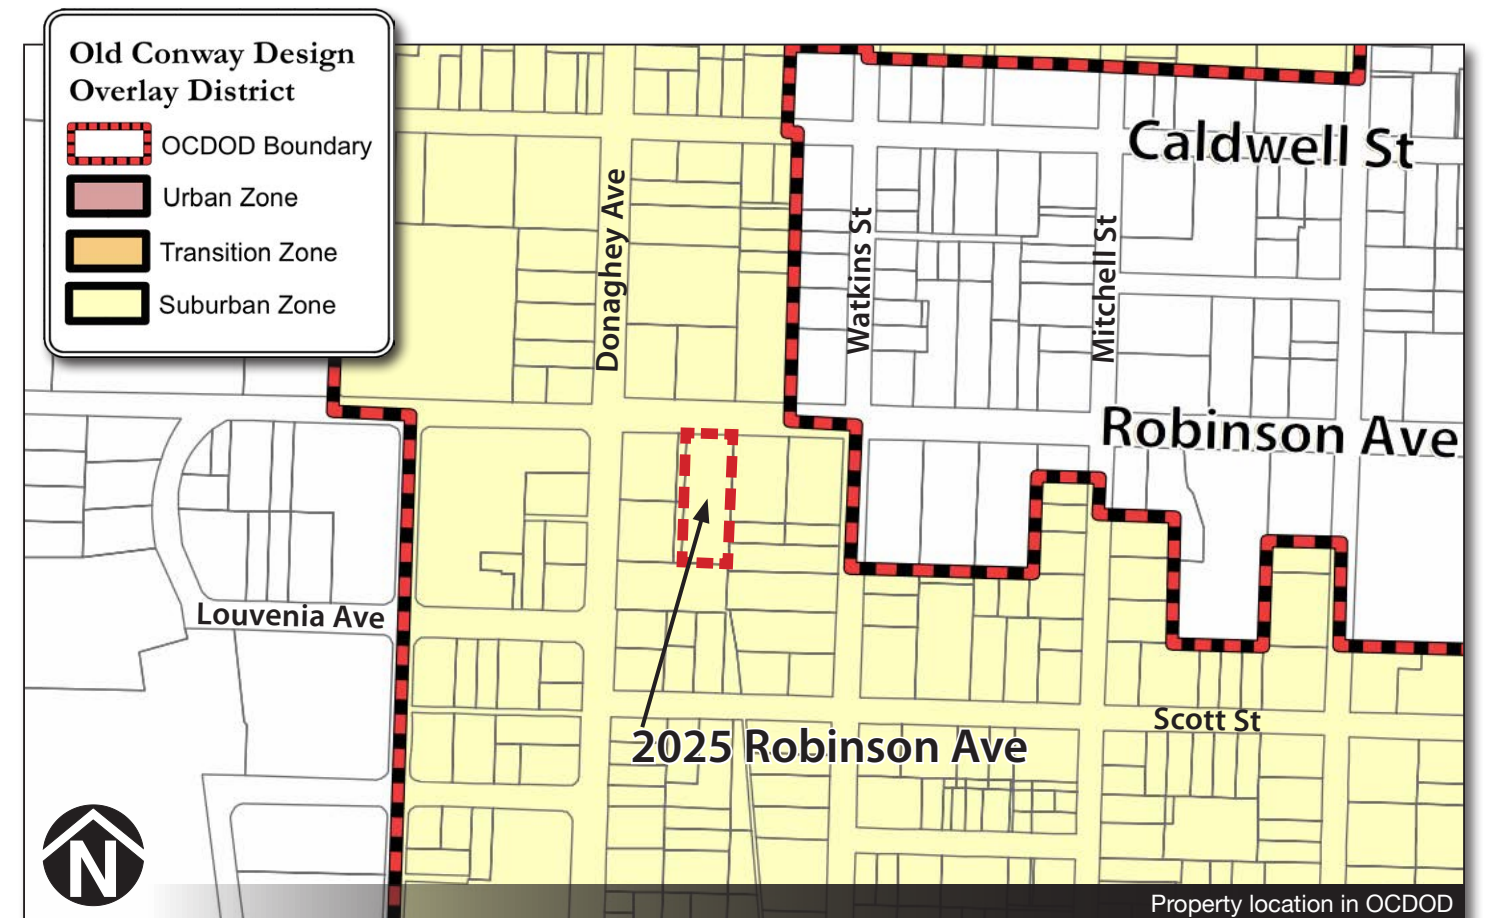 Old Conway Design
Overlay District
OCDOD Boundary
Urban Zone
Transition Zone
Suburban Zone
Caldwell St
Donaghey Ave
Watkins St
Mitchell St
Robinson Ave
Louvenia Ave
Scott St
2025 Robinson Ave
N
Property location in OCDOD